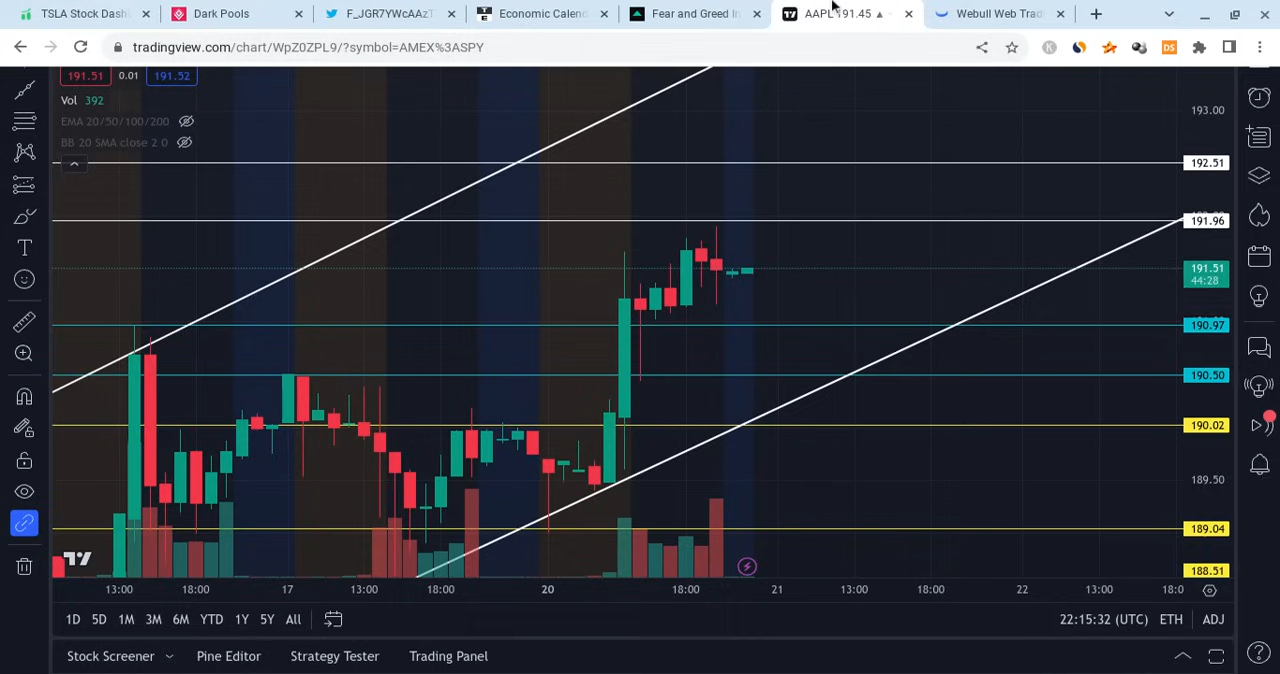 TSLA Stock Dash
Dark Pools
F_JGR7YWcAAzT
Economic Calend
Fear and Greed In
AAPL 191.45 ▲
Webull Web Trad
tradingview.com/chart/WpZ0ZPL9/?symbol=AMEX%3ASPY
191.51 0.01 191.52
Vol 392
EMA 20/50/100/200
BB 20 SMA close 2 0
193.00
192.51
191.96
191.51
44:28
190.97
190.50
190.02
189.50
189.04
188.51
13:00 18:00 17 13:00 18:00 20 18:00 21 13:00 18:00 22 13:00 18:0
1D 5D 1M 3M 6M YTD 1Y 5Y All 22:15:32 (UTC) ETH ADJ
Stock Screener Pine Editor Strategy Tester Trading Panel